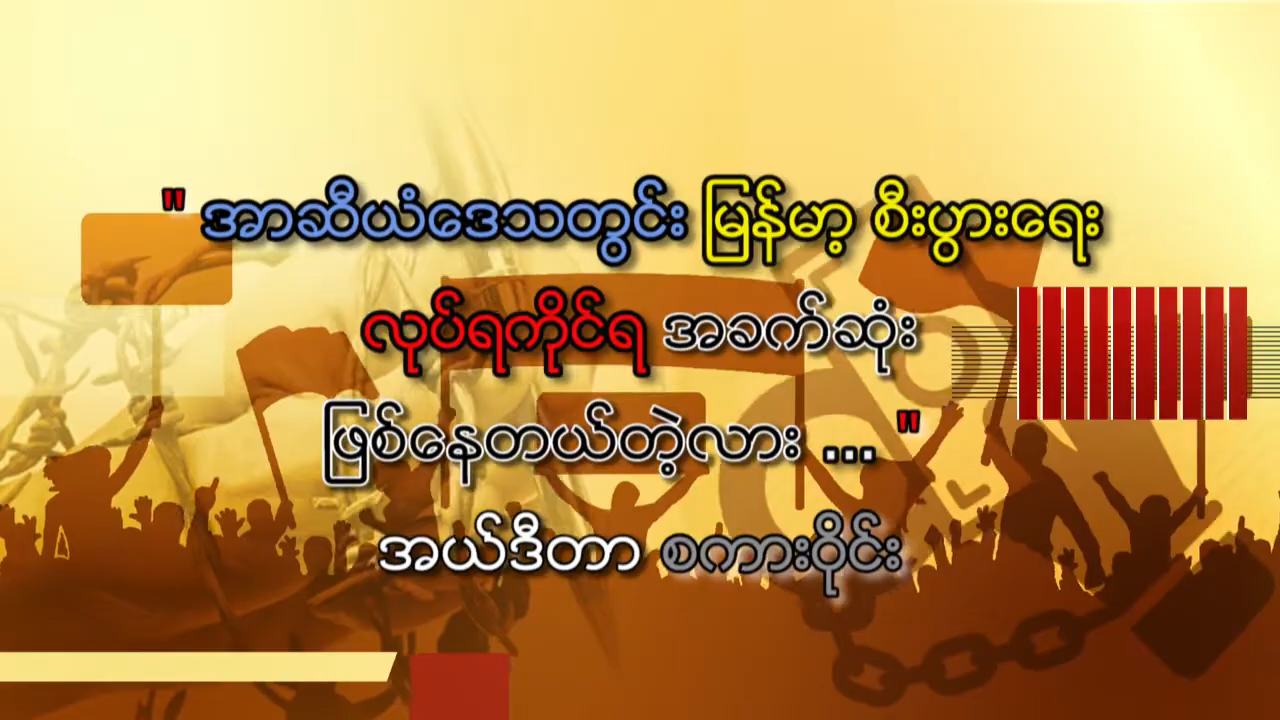 " အာဆီယံဒေသတွင်း မြန်မာ့ စီးပွားရေး
လုပ်ရကိုင်ရ အခက်ဆုံး
ဖြစ်နေတယ်တဲ့လား ... "
အယ်ဒီတာ စကားဝိုင်း